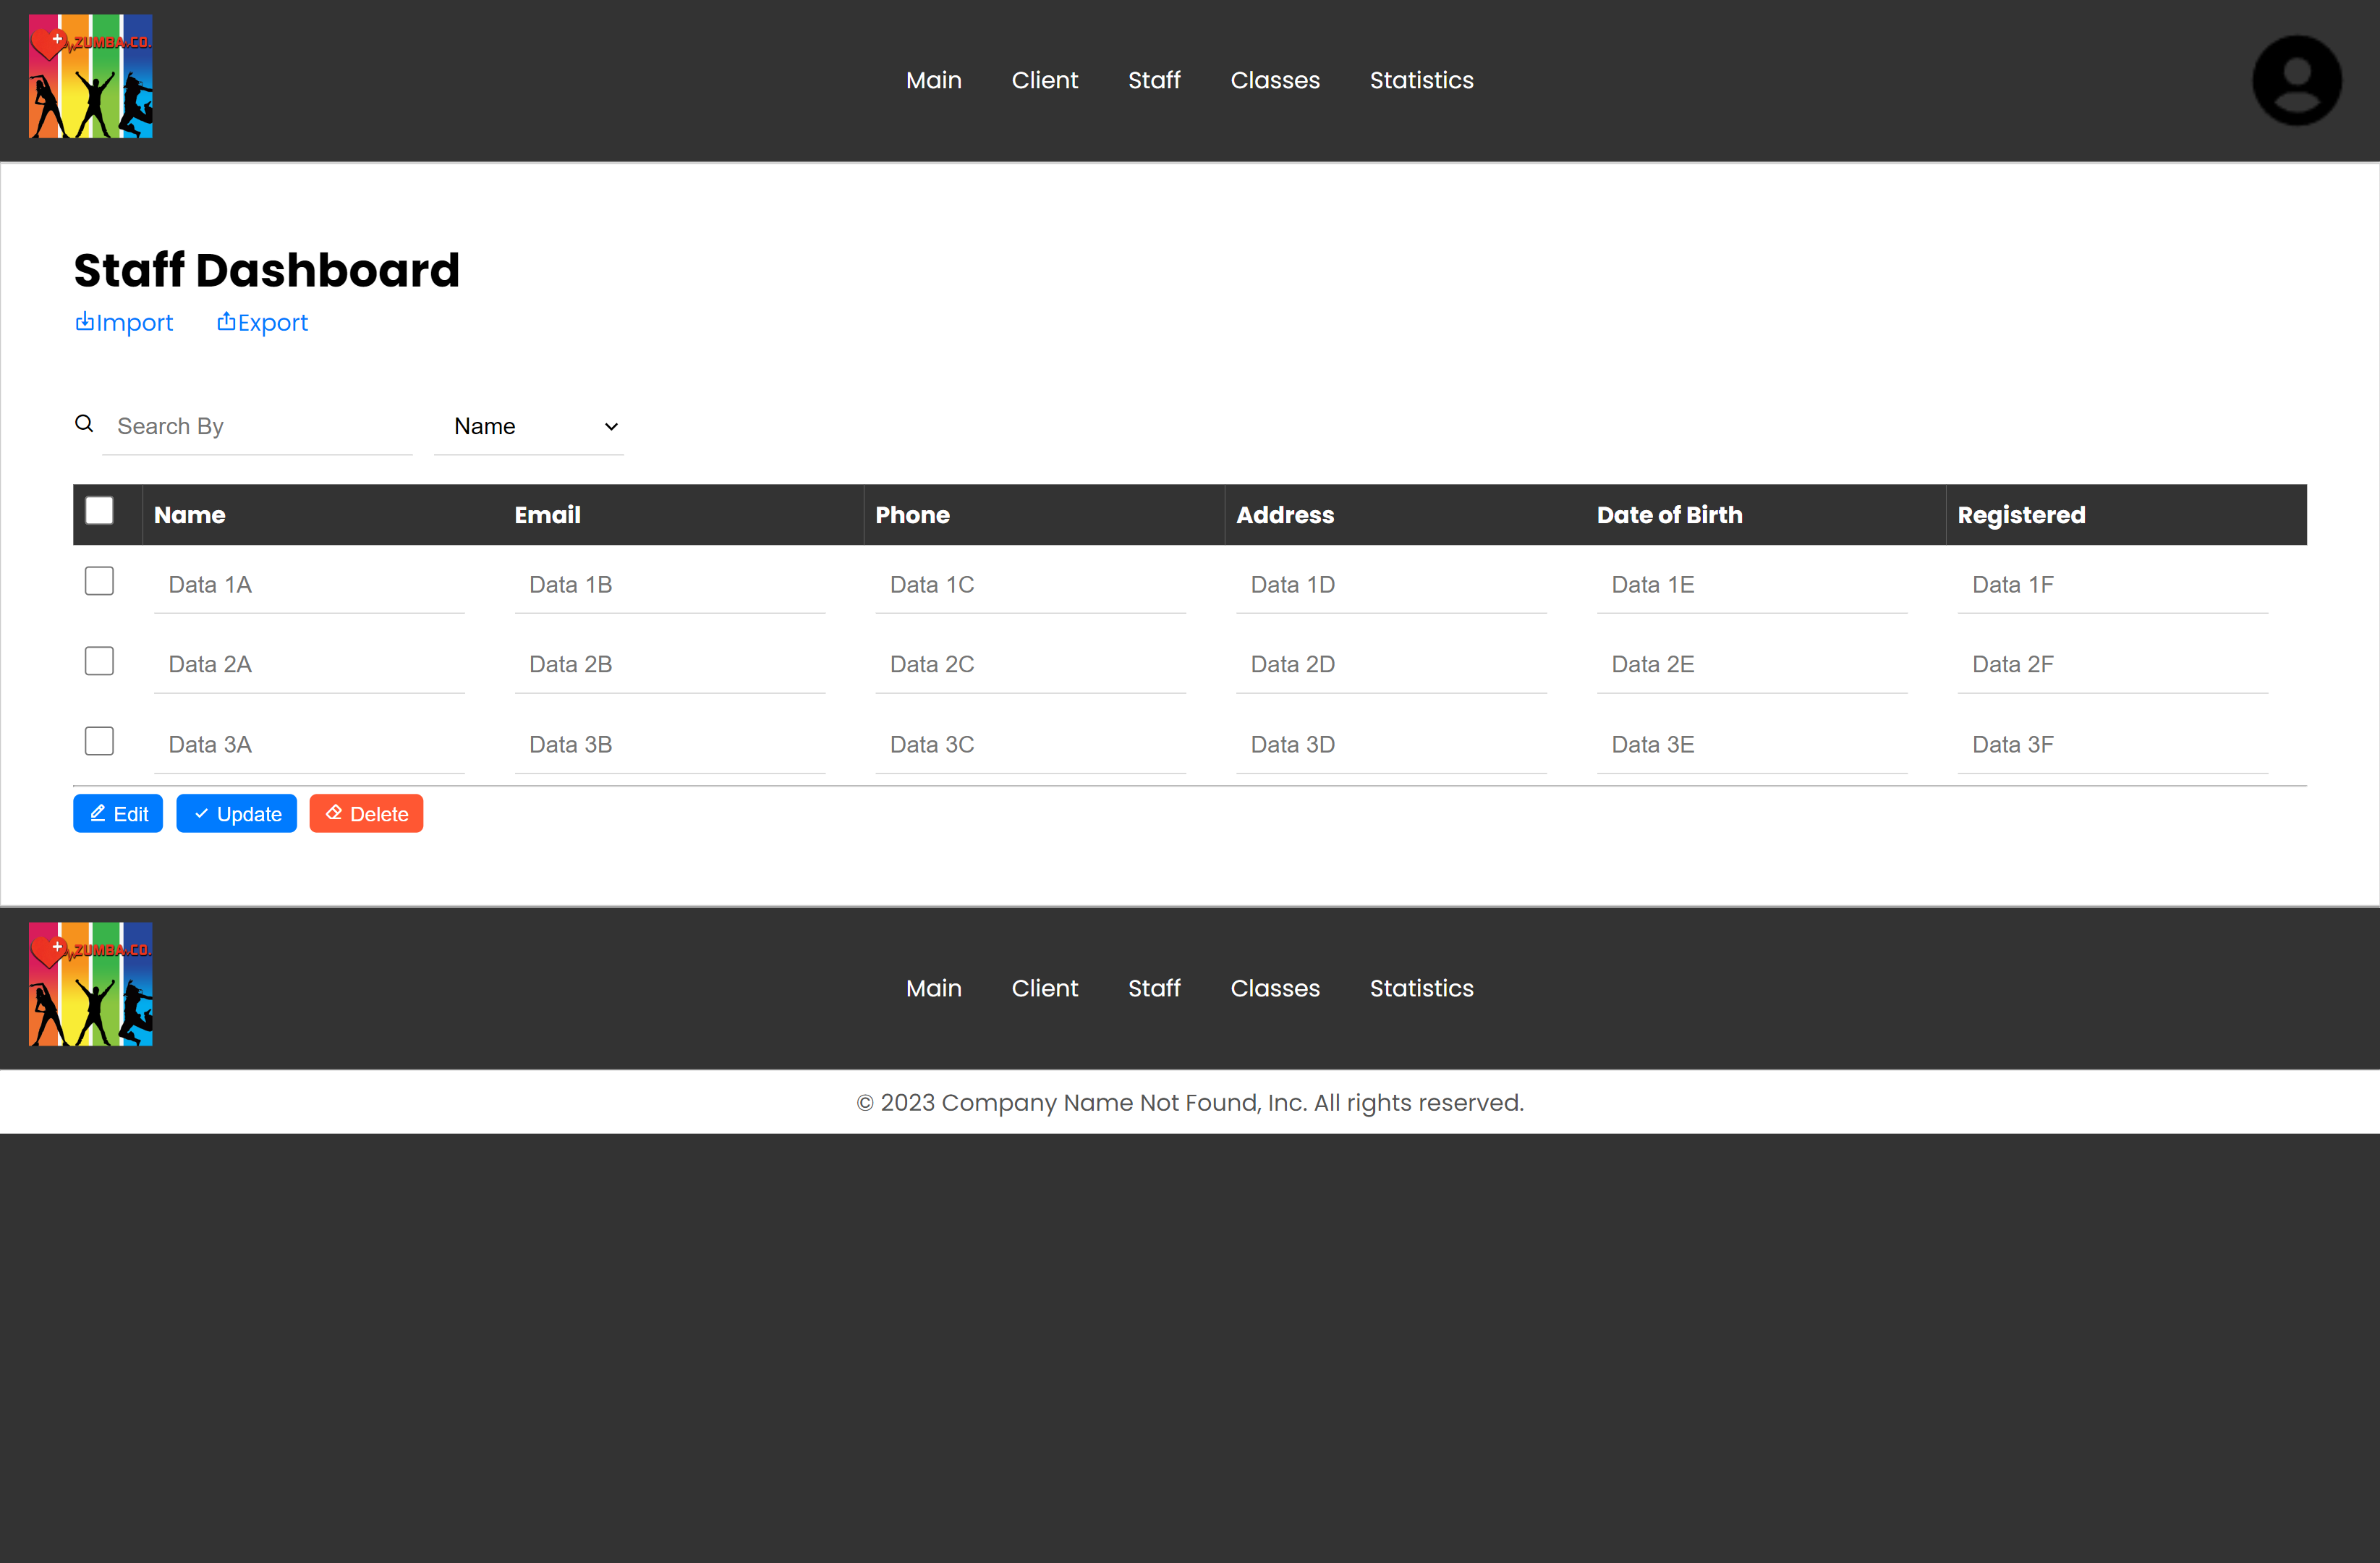 ZUMBA CO.
Main Client Staff Classes Statistics
Staff Dashboard
Import Export
Search By Name
Name Email Phone Address Date of Birth Registered
Data 1A Data 1B Data 1C Data 1D Data 1E Data 1F
Data 2A Data 2B Data 2C Data 2D Data 2E Data 2F
Data 3A Data 3B Data 3C Data 3D Data 3E Data 3F
Edit Update Delete
ZUMBA CO.
Main Client Staff Classes Statistics
© 2023 Company Name Not Found, Inc. All rights reserved.